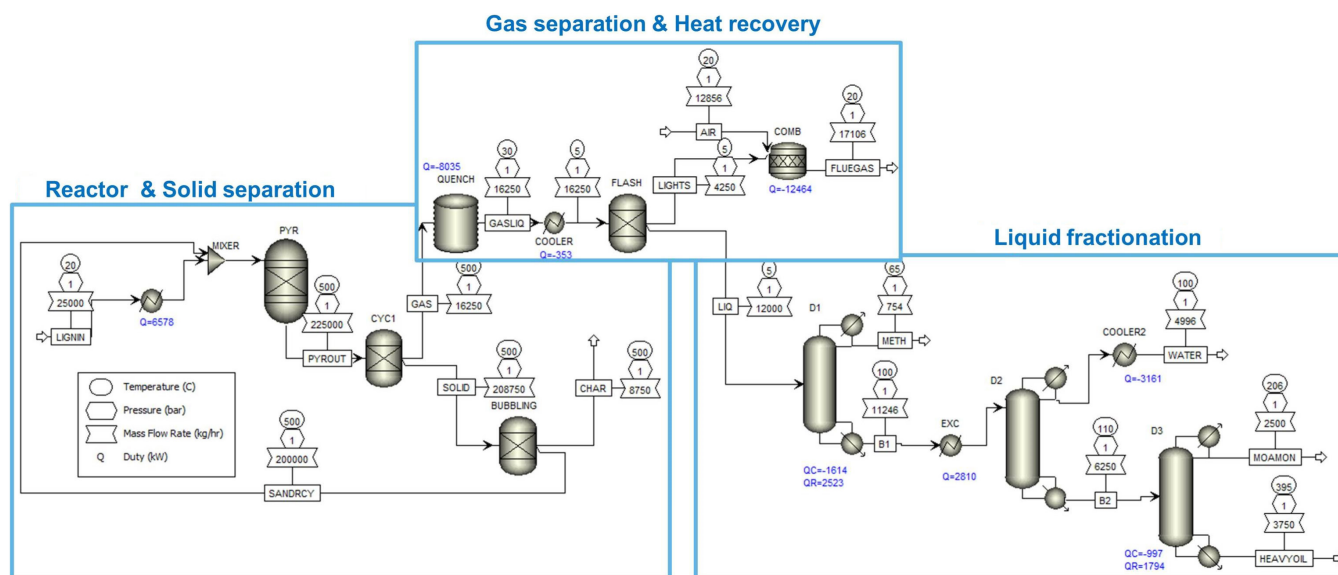 Gas separation & Heat recovery
20
1
12856
AIR
COMB
20
1
17106
FLUEGAS
Q=-12464
Q=-8035
QUENCH
30
1
16250
GASLIQ
COOLER
Q=-353
5
1
16250
FLASH
5
1
4250
LIGHTS
Reactor & Solid separation
MIXER
PYR
20
1
25000
LIGNIN
Q=6578
500
1
225000
PYROUT
CYC1
500
1
16250
GAS
500
1
208750
SOLID
BUBBLING
500
1
8750
CHAR
Temperature (C)
Pressure (bar)
Mass Flow Rate (kg/hr)
Q Duty (kW)
500
1
200000
SANDRCY
Liquid fractionation
5
1
12000
LIQ
D1
65
1
754
METH
100
1
11246
B1
QC=-1614
QR=2523
EXC
Q=2810
D2
COOLER2
Q=-3161
100
1
4996
WATER
110
1
6250
B2
D3
206
1
2500
MOAMON
395
1
3750
HEAVYOIL
QC=-997
QR=1794